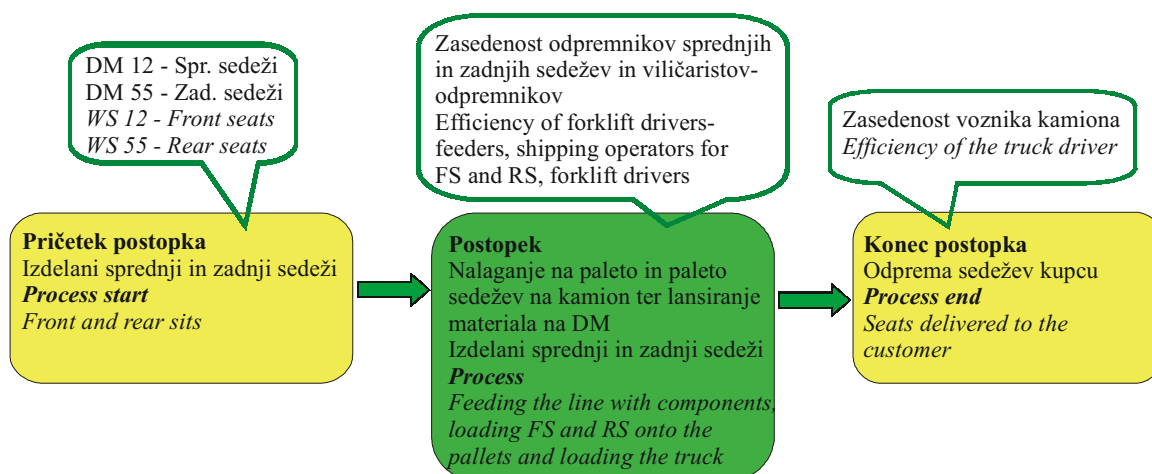 DM 12 - Spr. sedeži
DM 55 - Zad. sedeži
WS 12 - Front seats
WS 55 - Rear seats
Zasedenost odpremnikov sprednjih
in zadnjih sedežev in viličaristov-
odpremnikov
Efficiency of forklift drivers-
feeders, shipping operators for
FS and RS, forklift drivers
Zasedenost voznika kamiona
Efficiency of the truck driver
Pričetek postopka
Izdelani sprednji in zadnji sedeži
Process start
Front and rear sits
Postopek
Nalaganje na paleto in paleto
sedežev na kamion ter lansiranje
materiala na DM
Izdelani sprednji in zadnji sedeži
Process
Feeding the line with components,
loading FS and RS onto the
pallets and loading the truck
Konec postopka
Odprema sedežev kupcu
Process end
Seats delivered to the
customer